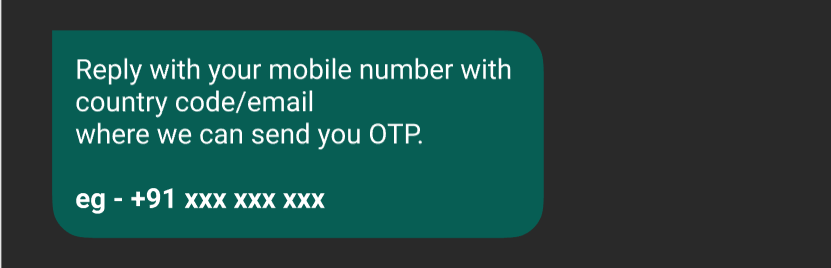 Reply with your mobile number with
country code/email
where we can send you OTP.
eg - +91 xxx xxx xxx